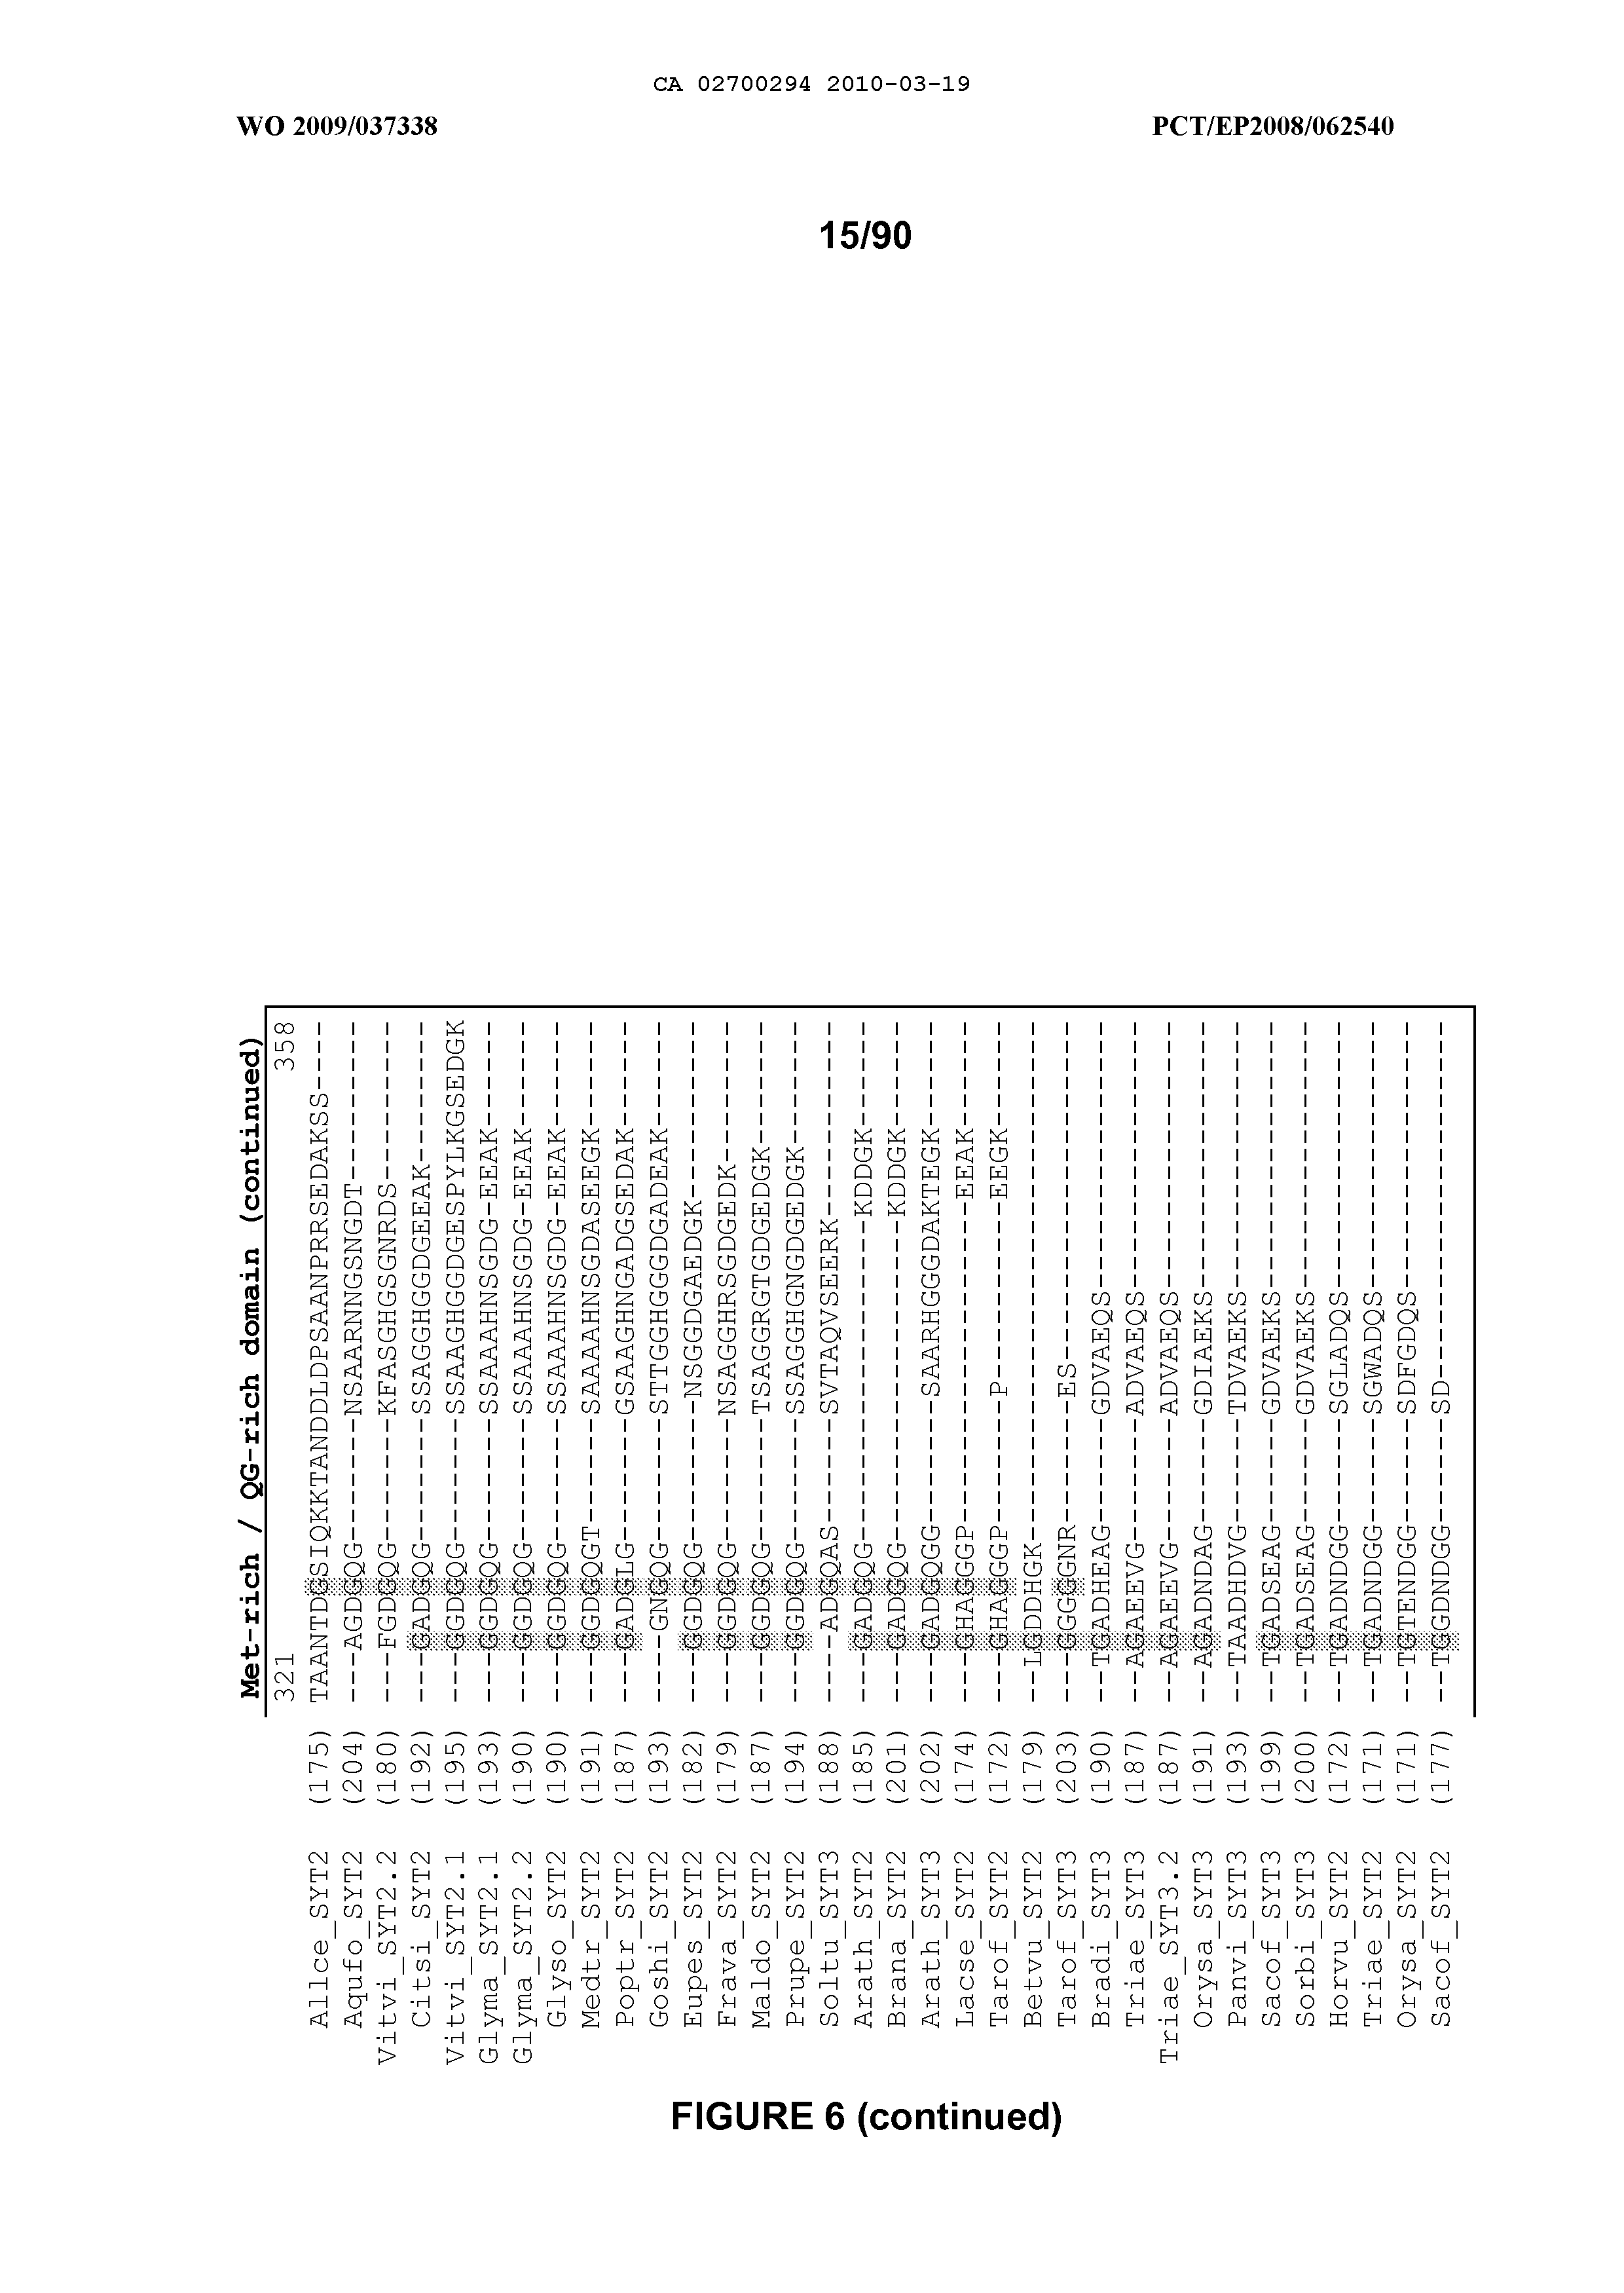 CA 02700294 2010-03-19
WO 2009/037338
PCT/EP2008/062540
15/90
Met-rich / QG-rich domain (continued)
321 358
Allce_SYT2 (175) TAANTDGSIQKKTANDDLDPSAANPRRSEDAKSS----
Aqufo_SYT2 (204) ---AGDGQG-------NSAARNNGSNGDT---------
Vitvi_SYT2.2 (180) ---FGDGQG-------KFASGHGSGNRDS---------
Citsi_SYT2 (192) ---GADGQG-------SSAGGHGGDGEEAK--------
Vitvi_SYT2.1 (195) ---GGDGQG-------SSAAGHGGDGESPYLKGSEDGK
Glyma_SYT2.1 (193) ---GGDGQG-------SSAAAHNSGDG-EEAK------
Glyma_SYT2.2 (190) ---GGDGQG-------SSAAAHNSGDG-EEAK------
Glyso_SYT2 (190) ---GGDGQG-------SSAAAHNSGDG-EEAK------
Medtr_SYT2 (191) ---GGDGQGT------SAAAAHNSGDASEEGK------
Poptr_SYT2 (187) ---GADGLG-------GSAAGHNGADGSEDAK------
Goshi_SYT2 (193) ----GNGQG-------STTGGHGGGDGADEAK------
Eupes_SYT2 (182) ---GGDGQG--------NSGGDGAEDGK----------
Frava_SYT2 (179) ---GGDGQG-------NSAGGHRSGDGEDK--------
Maldo_SYT2 (187) ---GGDGQG-------TSAGGRGTGDGEDGK-------
Prupe_SYT2 (194) ---GGDGQG-------SSAGGHGNGDGEDGK-------
Soltu_SYT3 (188) ----ADGQAS------SVTAQVSEERK-----------
Arath_SYT2 (185) ---GADGQG------------------KDDGK------
Brana_SYT2 (201) ---GADGQG------------------KDDGK------
Arath_SYT3 (202) ---GADGQGG-------SAARHGGGDAKTEGK------
Lacse_SYT2 (174) ---GHAGGGP------------------EEAK------
Tarof_SYT2 (172) ---GHAGGGP-------P----------EEGK------
Betvu_SYT2 (179) --LGDDHGK-----------------------------
Tarof_SYT3 (203) ---GGGGGNR-------ES-------------------
Bradi_SYT3 (190) --TGADHEAG------GDVAEQS---------------
Triae_SYT3 (187) --AGAEEVG-------ADVAEQS---------------
Triae_SYT3.2 (187) --AGAEEVG-------ADVAEQS---------------
Orysa_SYT3 (191) --AGADNDAG------GDIAEKS---------------
Panvi_SYT3 (193) --TAADHDVG------TDVAEKS---------------
Sacof_SYT3 (199) --TGADSEAG------GDVAEKS---------------
Sorbi_SYT3 (200) --TGADSEAG------GDVAEKS---------------
Horvu_SYT2 (172) --TGADNDGG------SGLADQS---------------
Triae_SYT2 (171) --TGADNDGG------SGWADQS---------------
Orysa_SYT2 (171) --TGTENDGG------SDFGDQS---------------
Sacof_SYT2 (177) --TGGDNDGG------SD--------------------
FIGURE 6 (continued)